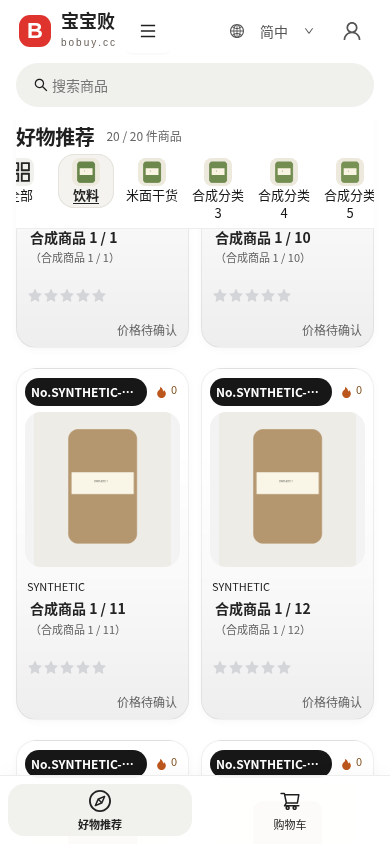 B 宝宝败
bobuy.cc
简中
搜索商品
好物推荐 20 / 20 件商品
全部 饮料 米面干货 合成分类 3 合成分类 4 合成分类 5
合成商品 1 / 1
（合成商品 1 / 1）
价格待确认
合成商品 1 / 10
（合成商品 1 / 10）
价格待确认
No.SYNTHETIC-··· 0
SYNTHETIC
合成商品 1 / 11
（合成商品 1 / 11）
价格待确认
No.SYNTHETIC-··· 0
SYNTHETIC
合成商品 1 / 12
（合成商品 1 / 12）
价格待确认
No.SYNTHETIC-··· 0
No.SYNTHETIC-··· 0
好物推荐
购物车